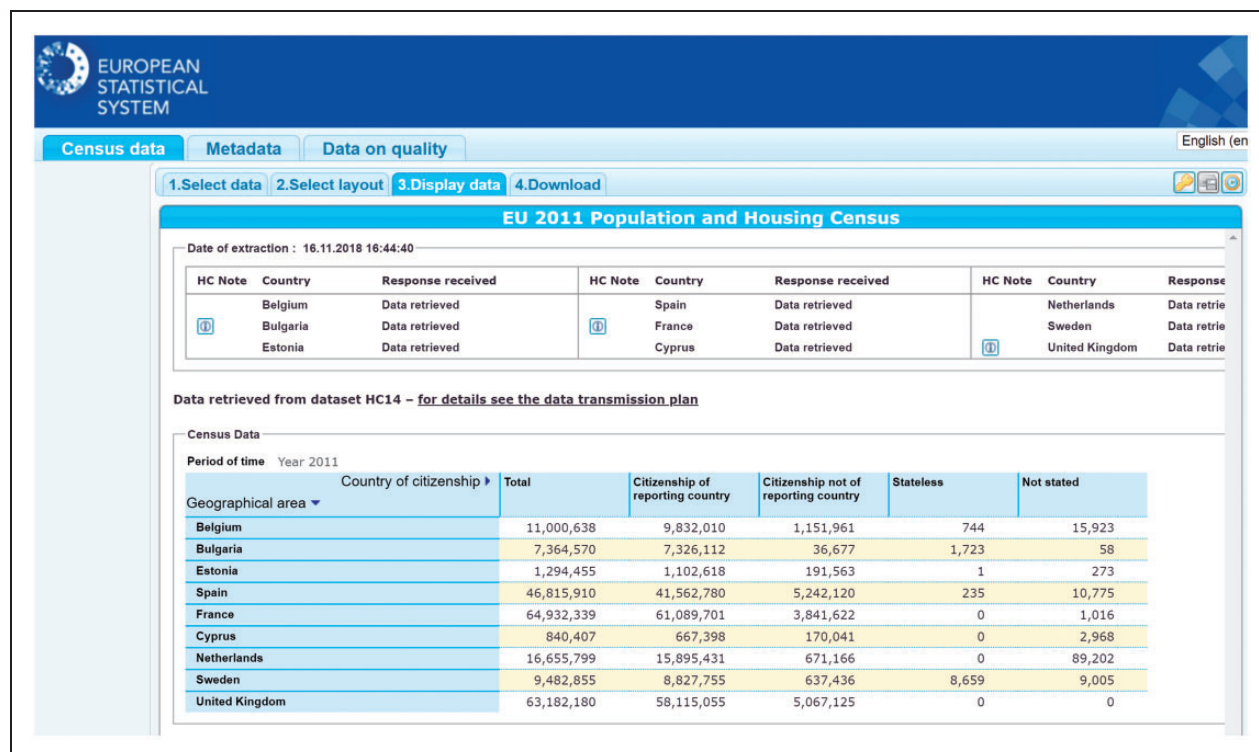 EUROPEAN
STATISTICAL
SYSTEM
Census data Metadata Data on quality English (en
1.Select data 2.Select layout 3.Display data 4.Download
EU 2011 Population and Housing Census
Date of extraction : 16.11.2018 16:44:40
HC Note Country Response received HC Note Country Response received HC Note Country Response
Belgium Data retrieved Spain Data retrieved Netherlands Data retrie
Bulgaria Data retrieved France Data retrieved Sweden Data retrie
Estonia Data retrieved Cyprus Data retrieved United Kingdom Data retrie
Data retrieved from dataset HC14 – for details see the data transmission plan
Census Data
Period of time Year 2011
Country of citizenship Total Citizenship of reporting country Citizenship not of reporting country Stateless Not stated
Geographical area
Belgium 11,000,638 9,832,010 1,151,961 744 15,923
Bulgaria 7,364,570 7,326,112 36,677 1,723 58
Estonia 1,294,455 1,102,618 191,563 1 273
Spain 46,815,910 41,562,780 5,242,120 235 10,775
France 64,932,339 61,089,701 3,841,622 0 1,016
Cyprus 840,407 667,398 170,041 0 2,968
Netherlands 16,655,799 15,895,431 671,166 0 89,202
Sweden 9,482,855 8,827,755 637,436 8,659 9,005
United Kingdom 63,182,180 58,115,055 5,067,125 0 0